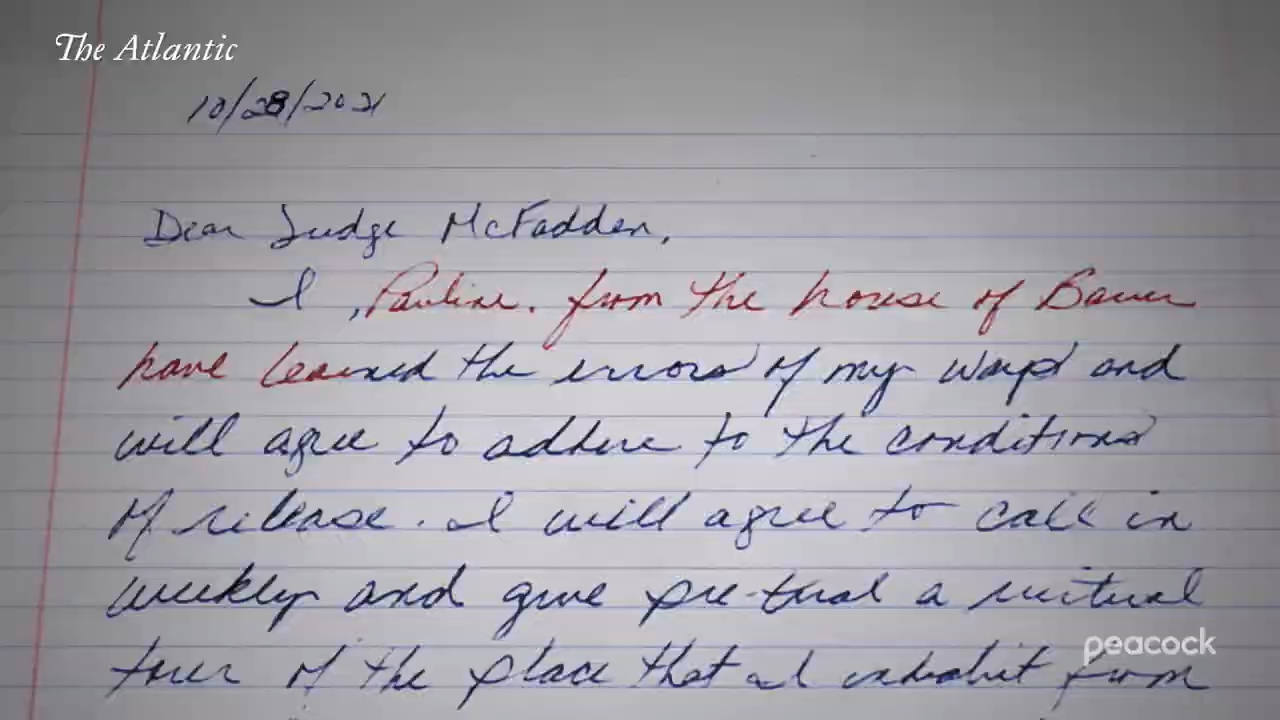 The Atlantic
10/28/2021
Dear Judge McFadden,
I, Pauline. from the house of Bauer
have learned the errors of my ways and
will agree to adhere to the conditions
of release. I will agree to call in
weekly and give pre-trial a virtual
tour of the place that I inhabit from
peacock